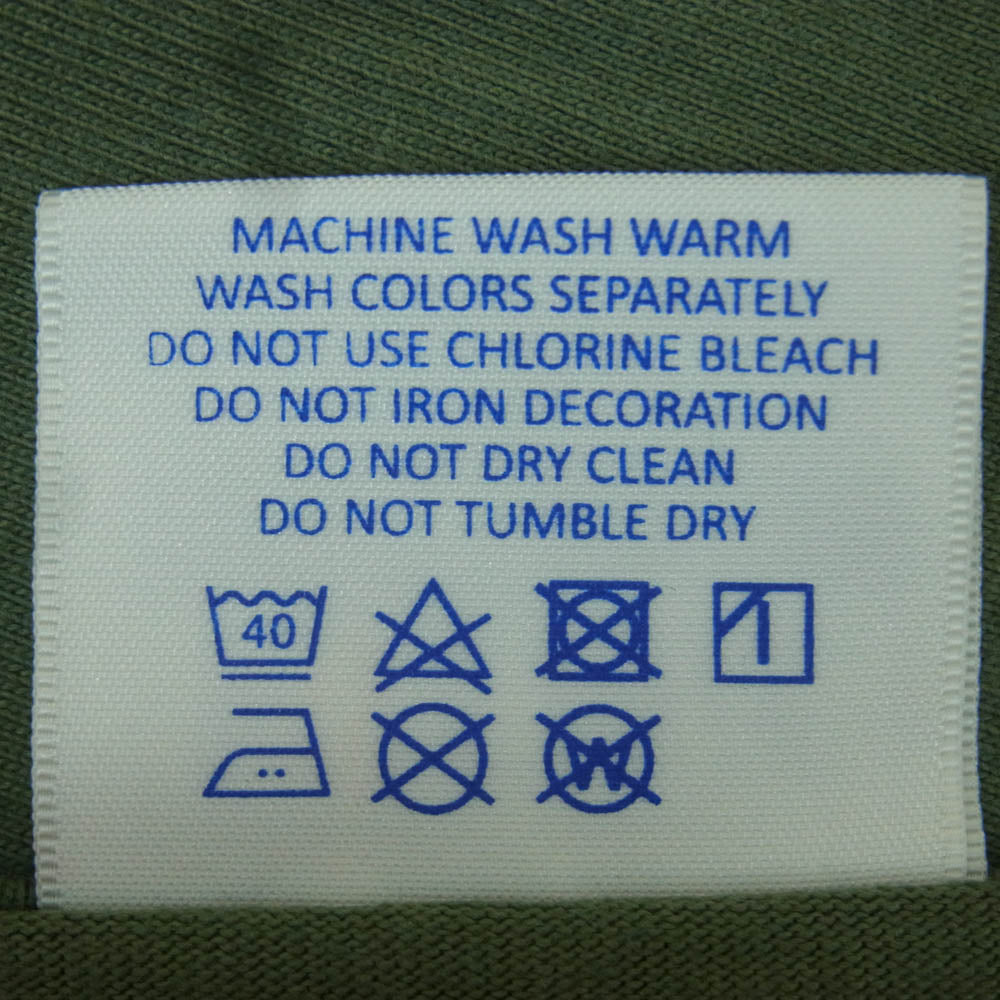 MACHINE WASH WARM
WASH COLORS SEPARATELY
DO NOT USE CHLORINE BLEACH
DO NOT IRON DECORATION
DO NOT DRY CLEAN
DO NOT TUMBLE DRY
40
W